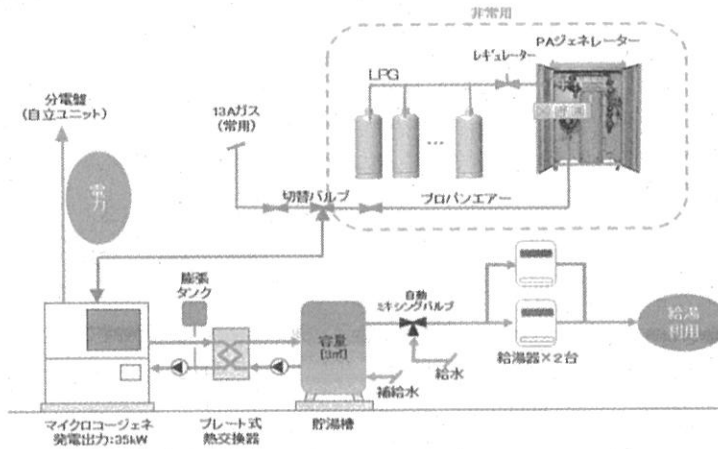 非常用
PAジェネレーター
レギュレーター
LPG
分電盤
(自立ユニット)
13Aガス
(常用)
電力
切替バルブ
プロパンエアー
膨張
タンク
自動
ミキシングバルブ
容量
[3㎥]
給湯
利用
給湯器×2台
給水
補給水
マイクロコージェネ
発電出力:35kW
プレート式
熱交換器
貯湯槽